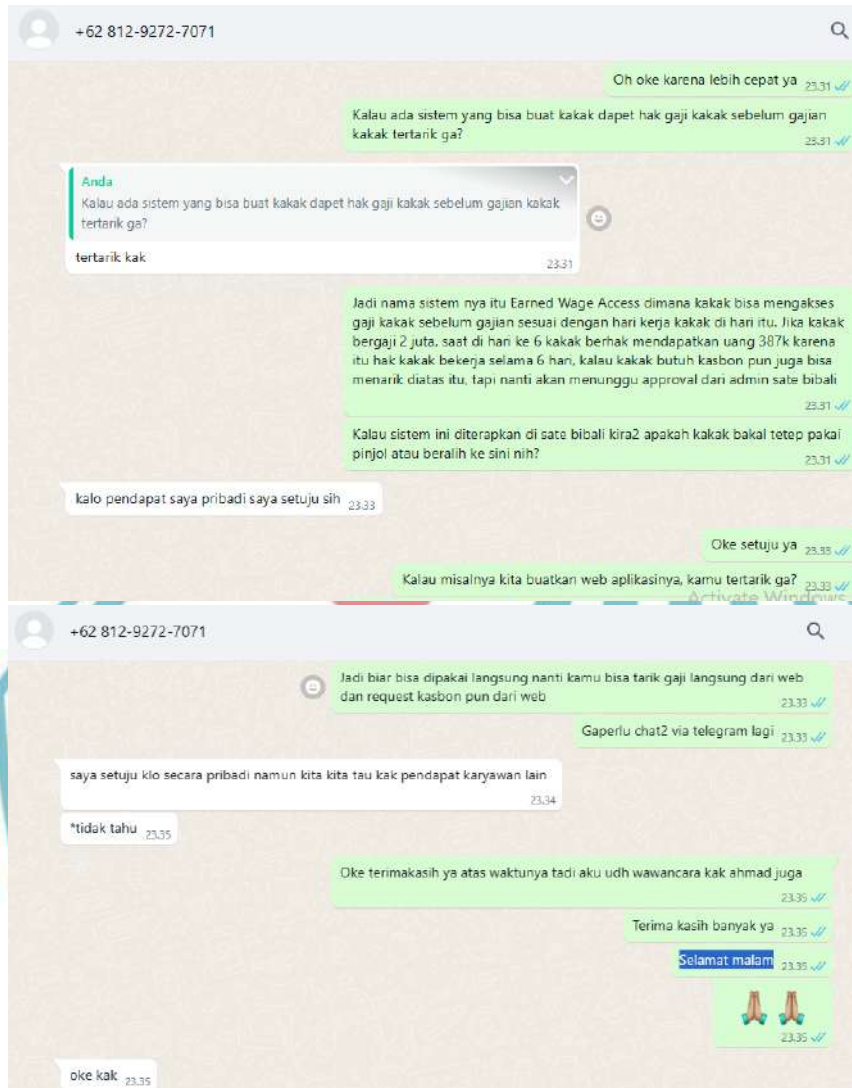 +62 812-9272-7071
Oh oke karena lebih cepat ya 23.31
Kalau ada sistem yang bisa buat kakak dapet hak gaji kakak sebelum gajian
kakak tertarik ga?
23.31
Anda
Kalau ada sistem yang bisa buat kakak dapet hak gaji kakak sebelum gajian kakak
tertarik ga?
tertarik kak
23.31
Jadi nama sistem nya itu Earned Wage Access dimana kakak bisa mengakses
gaji kakak sebelum gajian sesuai dengan hari kerja kakak di hari itu. Jika kakak
bergaji 2 juta, saat di hari ke 6 kakak berhak mendapatkan uang 387k karena
itu hak kakak bekerja selama 6 hari, kalau kakak butuh kasbon pun juga bisa
menarik diatas itu, tapi nanti akan menunggu approval dari admin sate bibali
23.31
Kalau sistem ini diterapkan di sate bibali kira2 apakah kakak bakal tetep pakai
pinjol atau beralih ke sini nih?
23.31
kalo pendapat saya pribadi saya setuju sih 23.33
Oke setuju ya 23.33
Kalau misalnya kita buatkan web aplikasinya, kamu tertarik ga? 23.33
Activate Windows
+62 812-9272-7071
Jadi biar bisa dipakai langsung nanti kamu bisa tarik gaji langsung dari web
dan request kasbon pun dari web
23.33
Gaperlu chat2 via telegram lagi 23.33
saya setuju klo secara pribadi namun kita kita tau kak pendapat karyawan lain
23.34
*tidak tahu 23.35
Oke terimakasih ya atas waktunya tadi aku udh wawancara kak ahmad juga
23.35
Terima kasih banyak ya 23.35
Selamat malam 23.35
23.35
oke kak 23.35